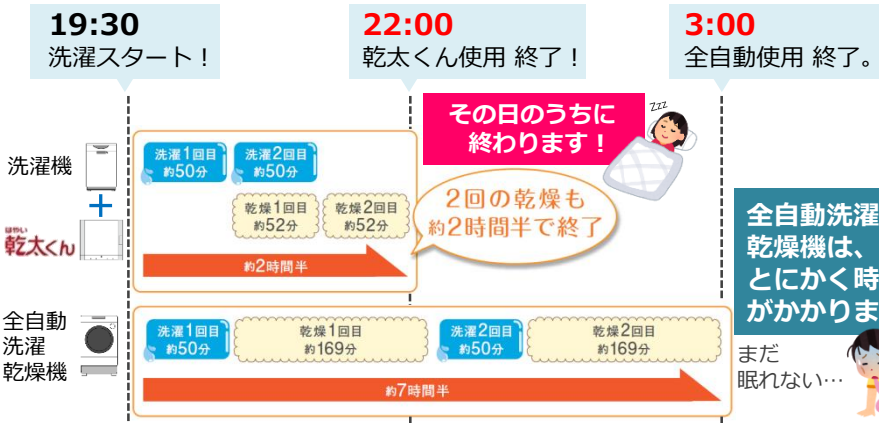 19:30
洗濯スタート！
22:00
乾太くん使用 終了！
3:00
全自動使用 終了。
その日のうちに
終わります！
Zzz
洗濯機
+
はやい
乾太くん
洗濯1回目
約50分
洗濯2回目
約50分
乾燥1回目
約52分
乾燥2回目
約52分
約2時間半
2回の乾燥も
約2時間半で終了
全自動洗濯
乾燥機は、
とにかく時
がかかりま
全自動
洗濯
乾燥機
洗濯1回目
約50分
乾燥1回目
約169分
洗濯2回目
約50分
乾燥2回目
約169分
約7時間半
まだ
眠れない…